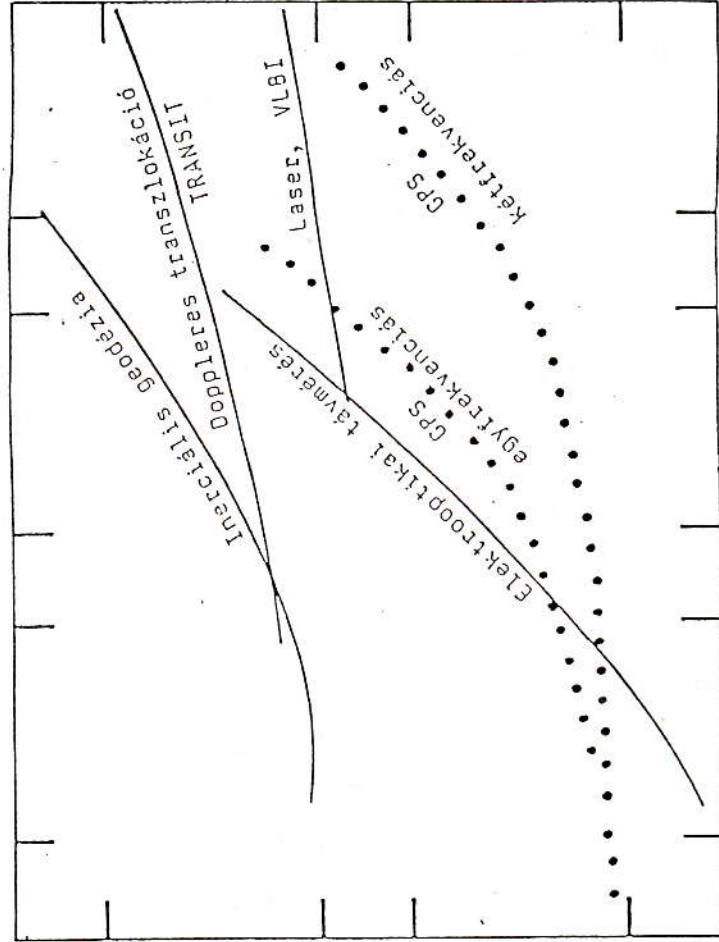 Inerciális geodézia
Doppleres transzlokáció
TRANSIT
Laser, VLBI
Elektrooptikai távmérés
GPS
egyfrekvenciás
GPS
kétfrekvenciás